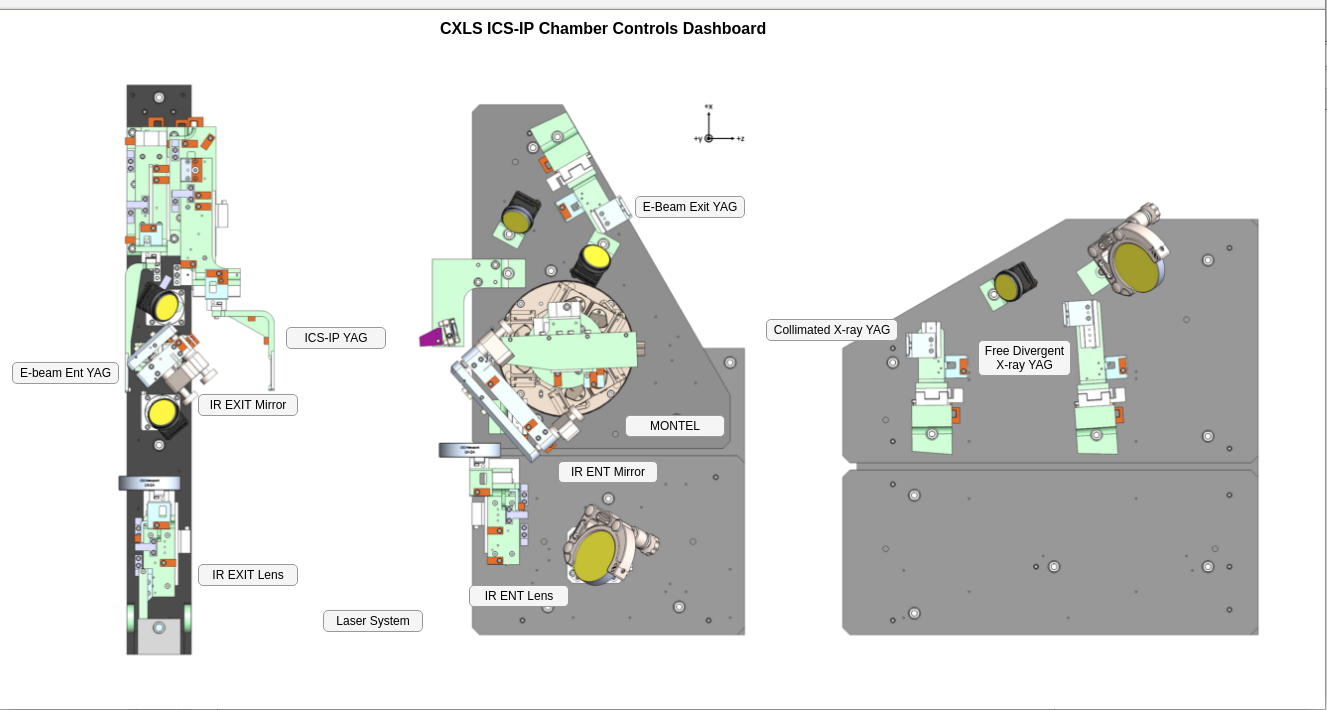 CXLS ICS-IP Chamber Controls Dashboard
+x
+y
+z
E-Beam Exit YAG
ICS-IP YAG
Collimated X-ray YAG
Free Divergent
X-ray YAG
E-beam Ent YAG
IR EXIT Mirror
MONTEL
IR ENT Mirror
IR EXIT Lens
IR ENT Lens
Laser System